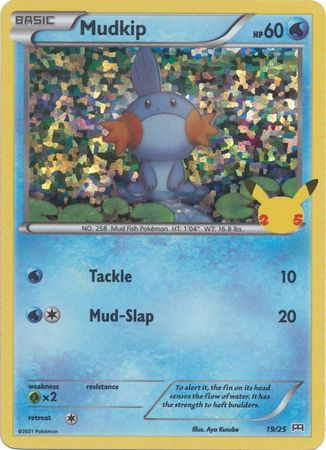 BASIC
Mudkip
HP60
NO. 258 Mud Fish Pokémon HT: 1'04" WT: 16.8 lbs.
25
Tackle 10
Mud-Slap 20
weakness resistance
×2
retreat
To alert it, the fin on its head
senses the flow of water. It has
the strength to heft boulders.
©2021 Pokémon
Illus. Aya Kusube
19/25